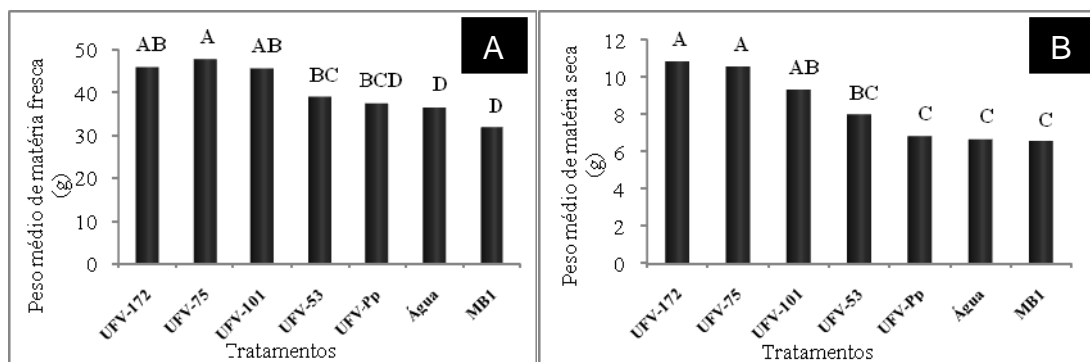 A
Peso médio de matéria fresca
(g)
50
40
30
20
10
0
AB
A
AB
BC
BCD
D
D
UFV-172
UFV-75
UFV-101
UFV-53
UFV-Pp
Água
MB1
Tratamentos
B
Peso médio de matéria seca
(g)
12
10
8
6
4
2
0
A
A
AB
BC
C
C
C
UFV-172
UFV-75
UFV-101
UFV-53
UFV-Pp
Água
MB1
Tratamentos